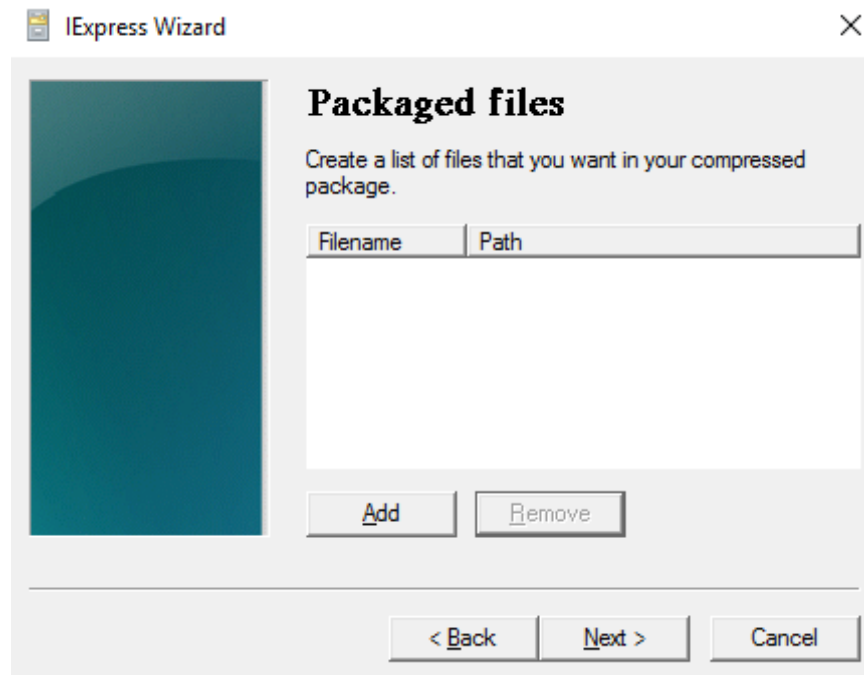 IExpress Wizard
Packaged files
Create a list of files that you want in your compressed
package.
Filename Path
Add Remove
< Back Next > Cancel